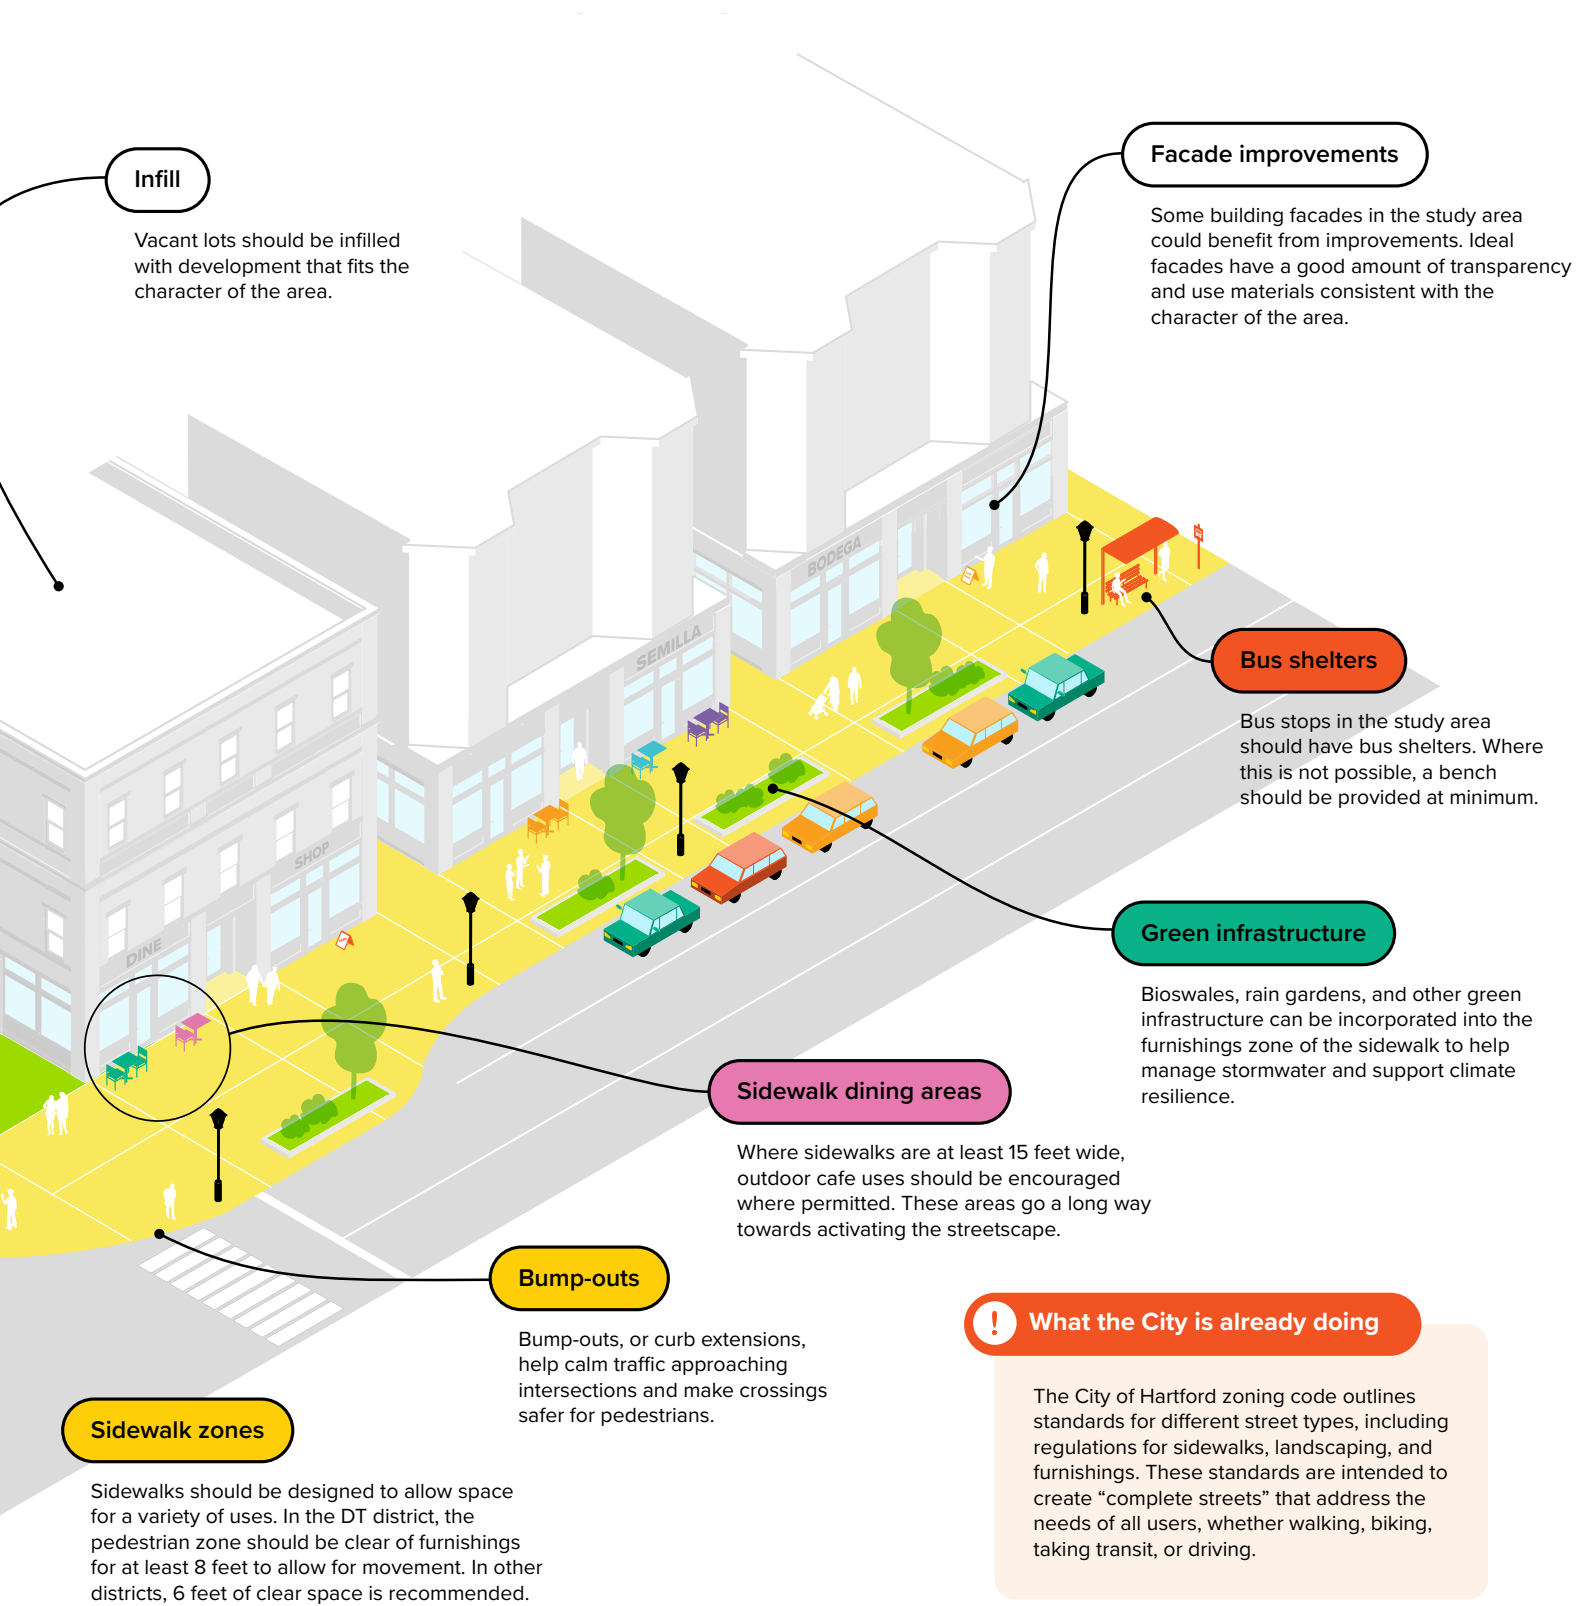 Infill
Vacant lots should be infilled
with development that fits the
character of the area.
Facade improvements
Some building facades in the study area
could benefit from improvements. Ideal
facades have a good amount of transparency
and use materials consistent with the
character of the area.
BODEGA
SEMILLA
SHOP
DINE
Bus shelters
Bus stops in the study area
should have bus shelters. Where
this is not possible, a bench
should be provided at minimum.
Green infrastructure
Bioswales, rain gardens, and other green
infrastructure can be incorporated into the
furnishings zone of the sidewalk to help
manage stormwater and support climate
resilience.
Sidewalk dining areas
Where sidewalks are at least 15 feet wide,
outdoor cafe uses should be encouraged
where permitted. These areas go a long way
towards activating the streetscape.
Bump-outs
Bump-outs, or curb extensions,
help calm traffic approaching
intersections and make crossings
safer for pedestrians.
Sidewalk zones
Sidewalks should be designed to allow space
for a variety of uses. In the DT district, the
pedestrian zone should be clear of furnishings
for at least 8 feet to allow for movement. In other
districts, 6 feet of clear space is recommended.
! What the City is already doing
The City of Hartford zoning code outlines
standards for different street types, including
regulations for sidewalks, landscaping, and
furnishings. These standards are intended to
create “complete streets” that address the
needs of all users, whether walking, biking,
taking transit, or driving.